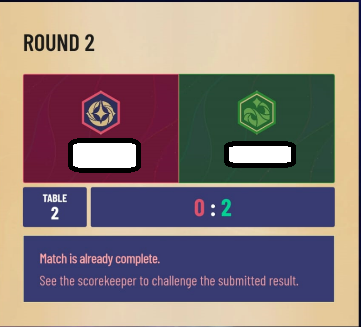 ROUND 2
TABLE
2
0 : 2
Match is already complete.
See the scorekeeper to challenge the submitted result.